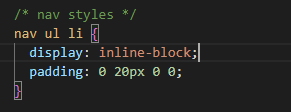 /* nav styles */
nav ul li {
display: inline-block;
padding: 0 20px 0 0;
}